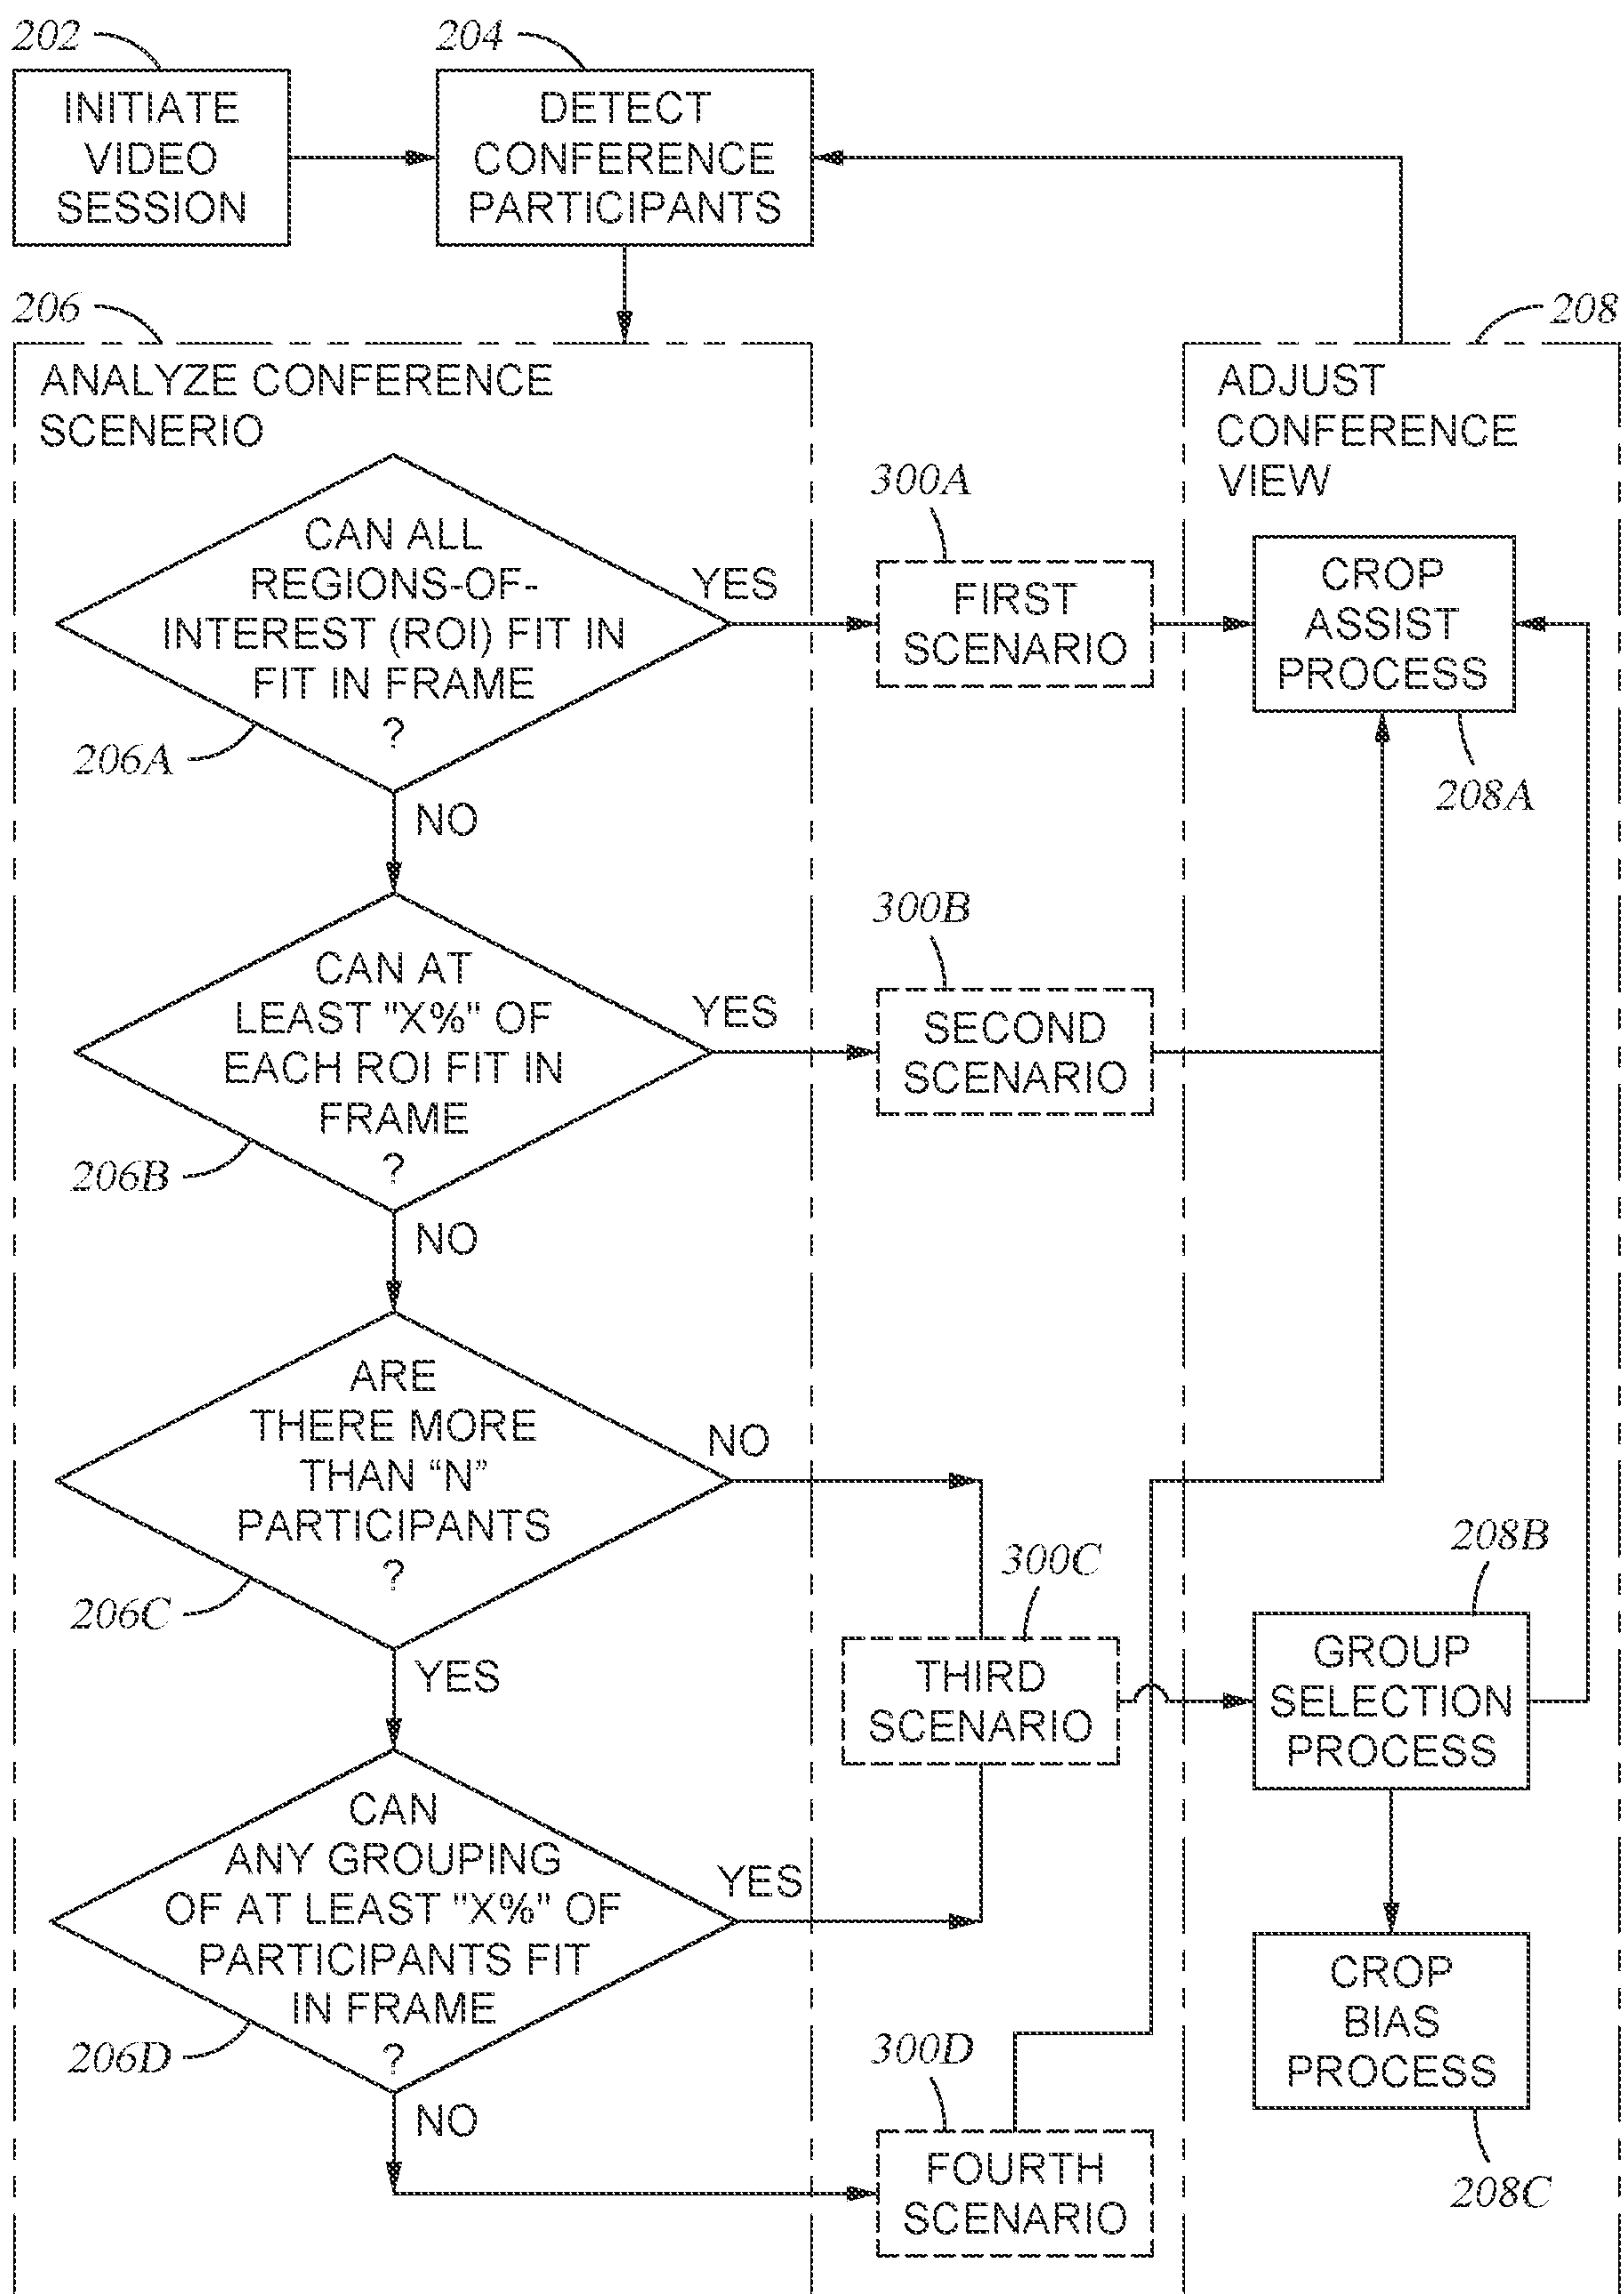 202
INITIATE
VIDEO
SESSION
204
DETECT
CONFERENCE
PARTICIPANTS
206
ANALYZE CONFERENCE
SCENERIO
CAN ALL
REGIONS-OF-
INTEREST (ROI) FIT IN
FIT IN FRAME
?
206A
YES
NO
300A
FIRST
SCENARIO
208
ADJUST
CONFERENCE
VIEW
CROP
ASSIST
PROCESS
208A
CAN AT
LEAST "X%" OF
EACH ROI FIT IN
FRAME
?
206B
YES
NO
300B
SECOND
SCENARIO
ARE
THERE MORE
THAN “N”
PARTICIPANTS
?
206C
NO
YES
300C
THIRD
SCENARIO
208B
GROUP
SELECTION
PROCESS
CAN
ANY GROUPING
OF AT LEAST "X%" OF
PARTICIPANTS FIT
IN FRAME
?
206D
YES
NO
300D
FOURTH
SCENARIO
CROP
BIAS
PROCESS
208C